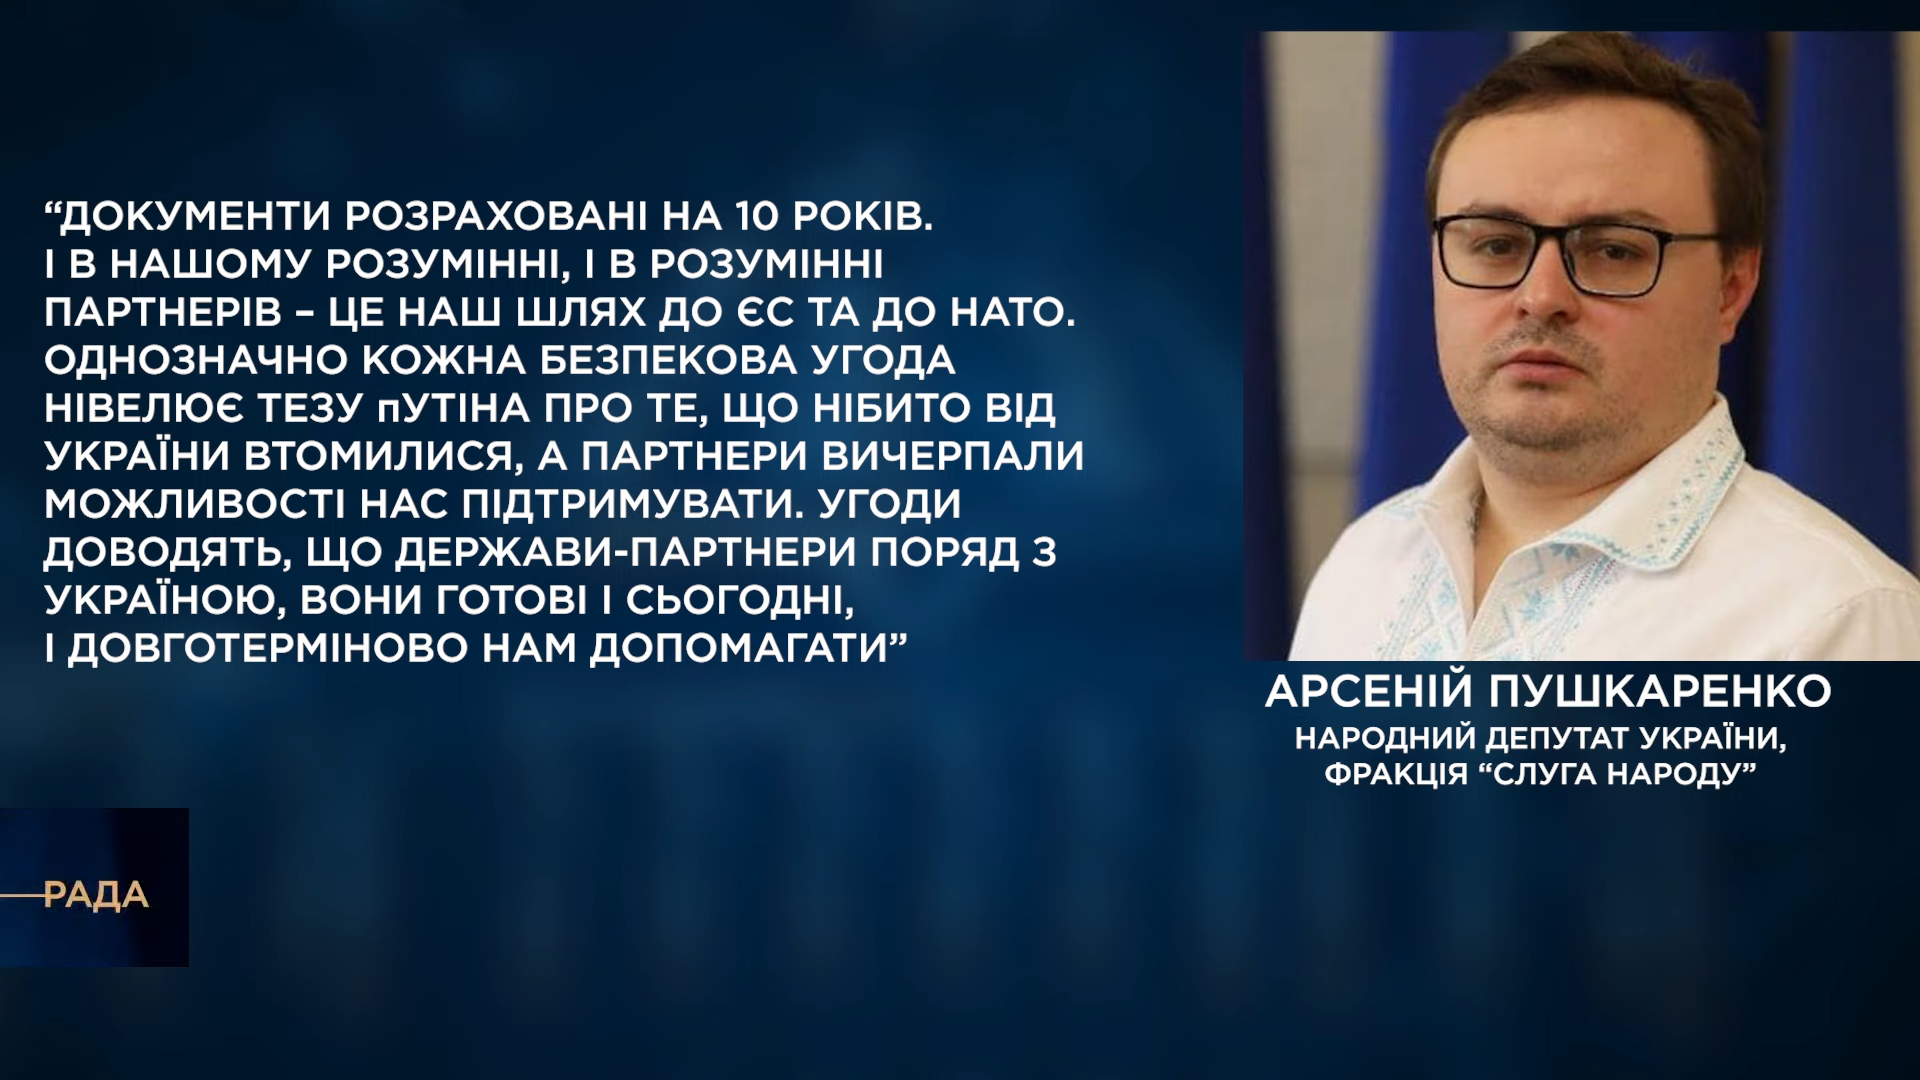 “ДОКУМЕНТИ РОЗРАХОВАНІ НА 10 РОКІВ.
І В НАШОМУ РОЗУМІННІ, І В РОЗУМІННІ
ПАРТНЕРІВ – ЦЕ НАШ ШЛЯХ ДО ЄС ТА ДО НАТО.
ОДНОЗНАЧНО КОЖНА БЕЗПЕКОВА УГОДА
НІВЕЛЮЄ ТЕЗУ пУТІНА ПРО ТЕ, ЩО НІБИТО ВІД
УКРАЇНИ ВТОМИЛИСЯ, А ПАРТНЕРИ ВИЧЕРПАЛИ
МОЖЛИВОСТІ НАС ПІДТРИМУВАТИ. УГОДИ
ДОВОДЯТЬ, ЩО ДЕРЖАВИ-ПАРТНЕРИ ПОРЯД З
УКРАЇНОЮ, ВОНИ ГОТОВІ І СЬОГОДНІ,
І ДОВГОТЕРМІНОВО НАМ ДОПОМАГАТИ”
АРСЕНІЙ ПУШКАРЕНКО
НАРОДНИЙ ДЕПУТАТ УКРАЇНИ,
ФРАКЦІЯ “СЛУГА НАРОДУ”
РАДА